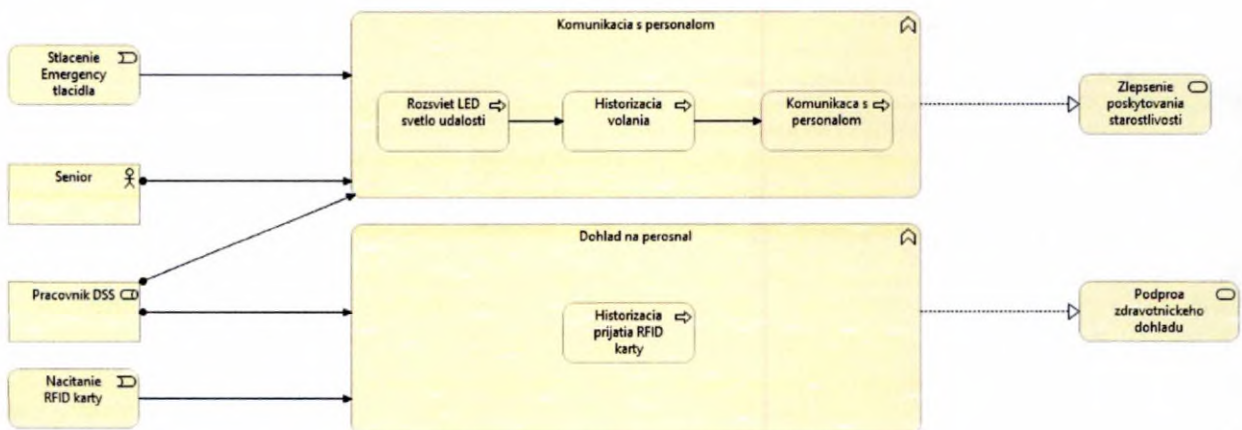 Komunikacia s personalom
Stlacenie
Emergency
tlacidla
Rozsviet LED
svetlo udalosti
Historizacia
volania
Komunikaca s
personalom
Zlepsenie
poskytovania
starostlivosti
Senior
Dohlad na perosnal
Pracovnik DSS
Historizacia
prijatia RFID
karty
Podproa
zdravotnickeho
dohladu
Nacitanie
RFID karty